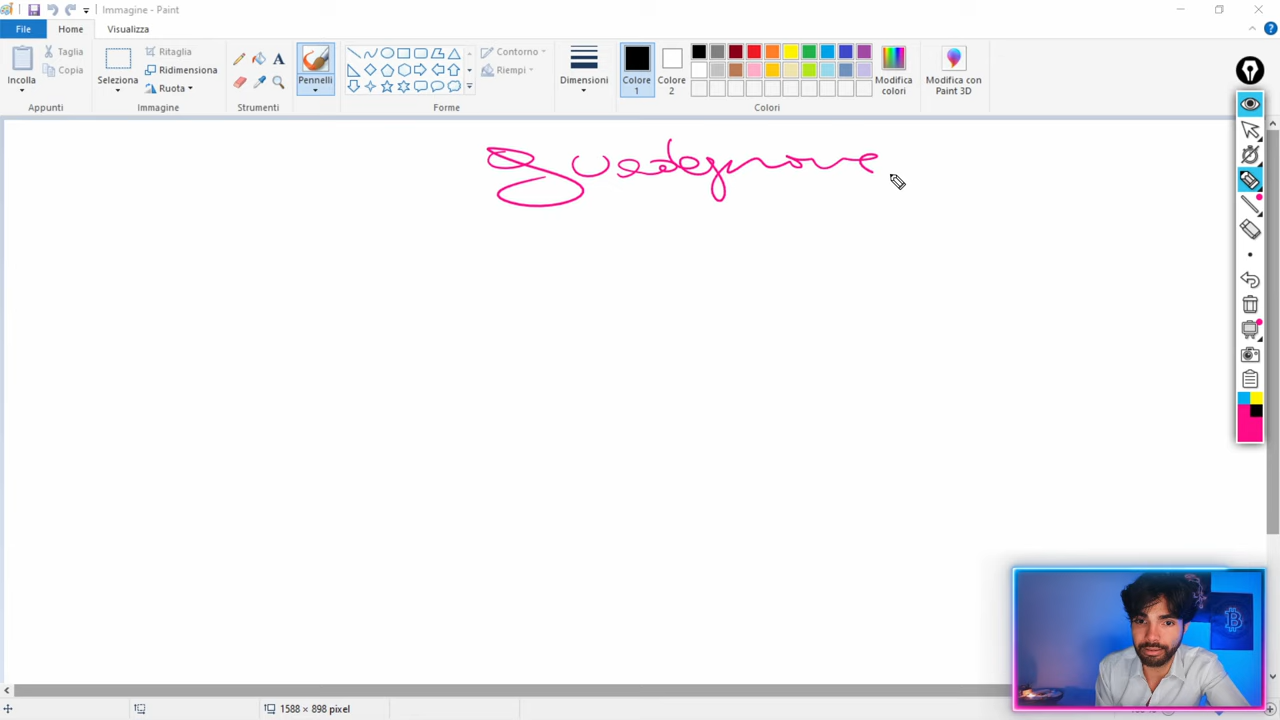 Immagine - Paint
File Home Visualizza
Incolla
Taglia
Copia
Appunti
Seleziona
Ritaglia
Ridimensiona
Ruota
Immagine
Strumenti
Pennelli
Forme
Contorno
Riempi
Dimensioni
Colore 1
Colore 2
Colori
Modifica colori
Modifica con Paint 3D
Guadagnare
1588 × 898 pixel